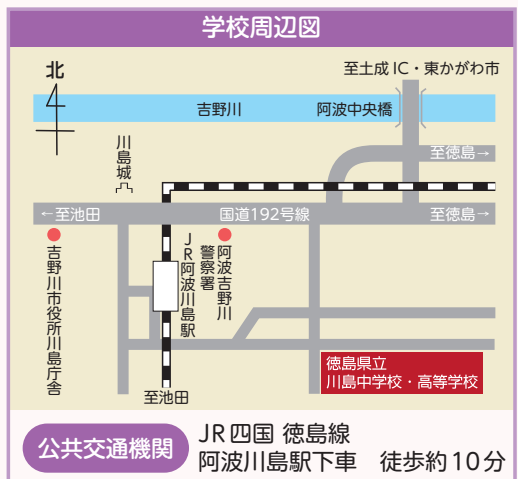 学校周辺図
北
至土成IC・東かがわ市
吉野川
阿波中央橋
川島城
至徳島→
←至池田
国道192号線
至徳島→
吉野川市役所川島庁舎
JR阿波川島駅
阿波吉野川
警察署
徳島県立
川島中学校・高等学校
至池田
公共交通機関
JR四国 徳島線
阿波川島駅下車 徒歩約10分